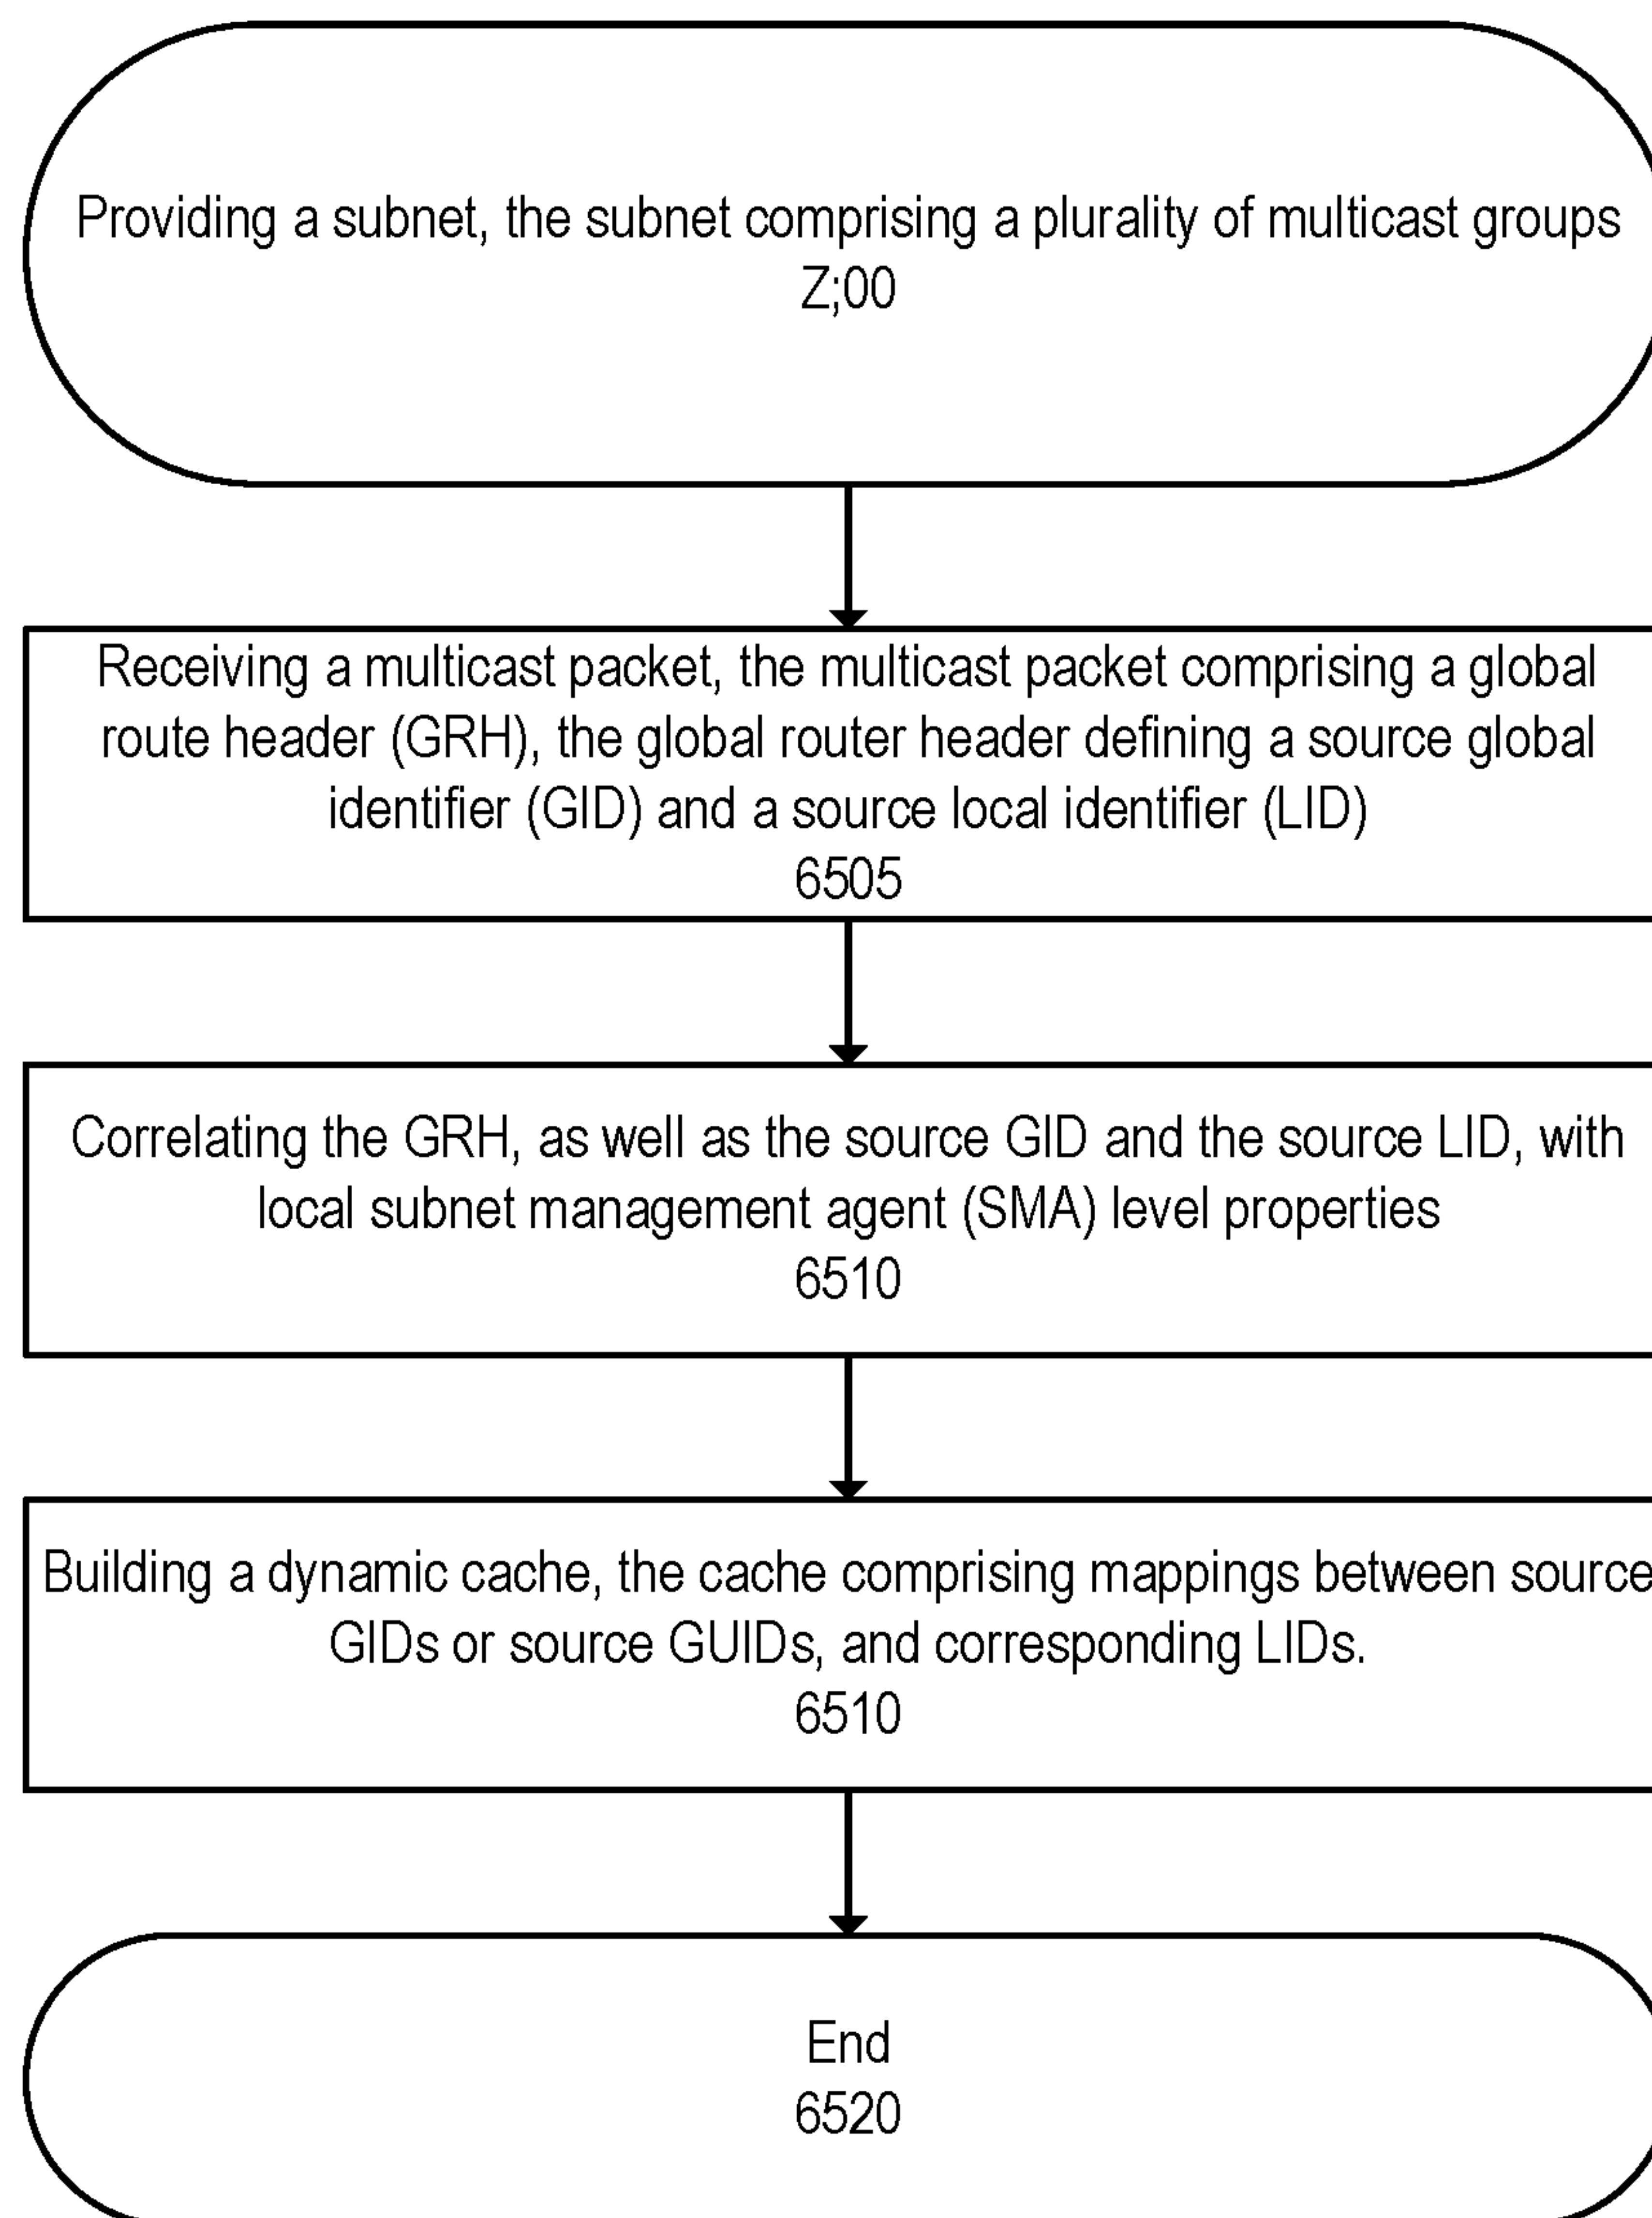 Providing a subnet, the subnet comprising a plurality of multicast groups
Z;00
Receiving a multicast packet, the multicast packet comprising a global
route header (GRH), the global router header defining a source global
identifier (GID) and a source local identifier (LID)
6505
Correlating the GRH, as well as the source GID and the source LID, with
local subnet management agent (SMA) level properties
6510
Building a dynamic cache, the cache comprising mappings between source
GIDs or source GUIDs, and corresponding LIDs.
6510
End
6520